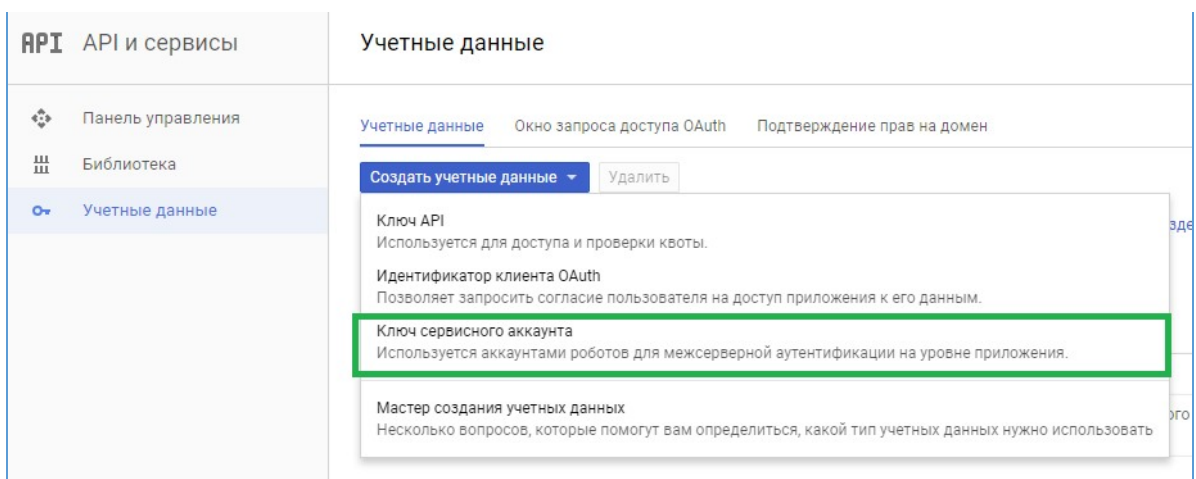 API API и сервисы
Учетные данные
Панель управления
Библиотека
Учетные данные
Учетные данные Окно запроса доступа OAuth Подтверждение прав на домен
Создать учетные данные Удалить
Ключ API
Используется для доступа и проверки квоты.
Идентификатор клиента OAuth
Позволяет запросить согласие пользователя на доступ приложения к его данным.
Ключ сервисного аккаунта
Используется аккаунтами роботов для межсерверной аутентификации на уровне приложения.
Мастер создания учетных данных
Несколько вопросов, которые помогут вам определиться, какой тип учетных данных нужно использовать